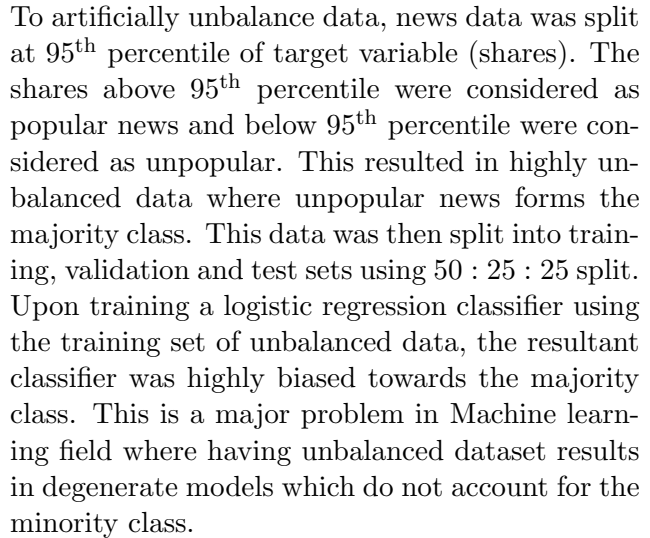 To artificially unbalance data, news data was split
at 95th percentile of target variable (shares). The
shares above 95th percentile were considered as
popular news and below 95th percentile were con-
sidered as unpopular. This resulted in highly un-
balanced data where unpopular news forms the
majority class. This data was then split into train-
ing, validation and test sets using 50 : 25 : 25 split.
Upon training a logistic regression classifier using
the training set of unbalanced data, the resultant
classifier was highly biased towards the majority
class. This is a major problem in Machine learn-
ing field where having unbalanced dataset results
in degenerate models which do not account for the
minority class.